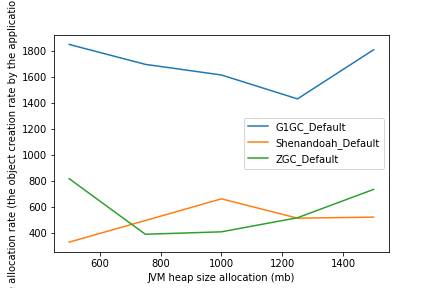 allocation rate (the object creation rate by the applicatio
1800
1600
1400
1200
1000
800
600
400
G1GC_Default
Shenandoah_Default
ZGC_Default
600
800
1000
1200
1400
JVM heap size allocation (mb)